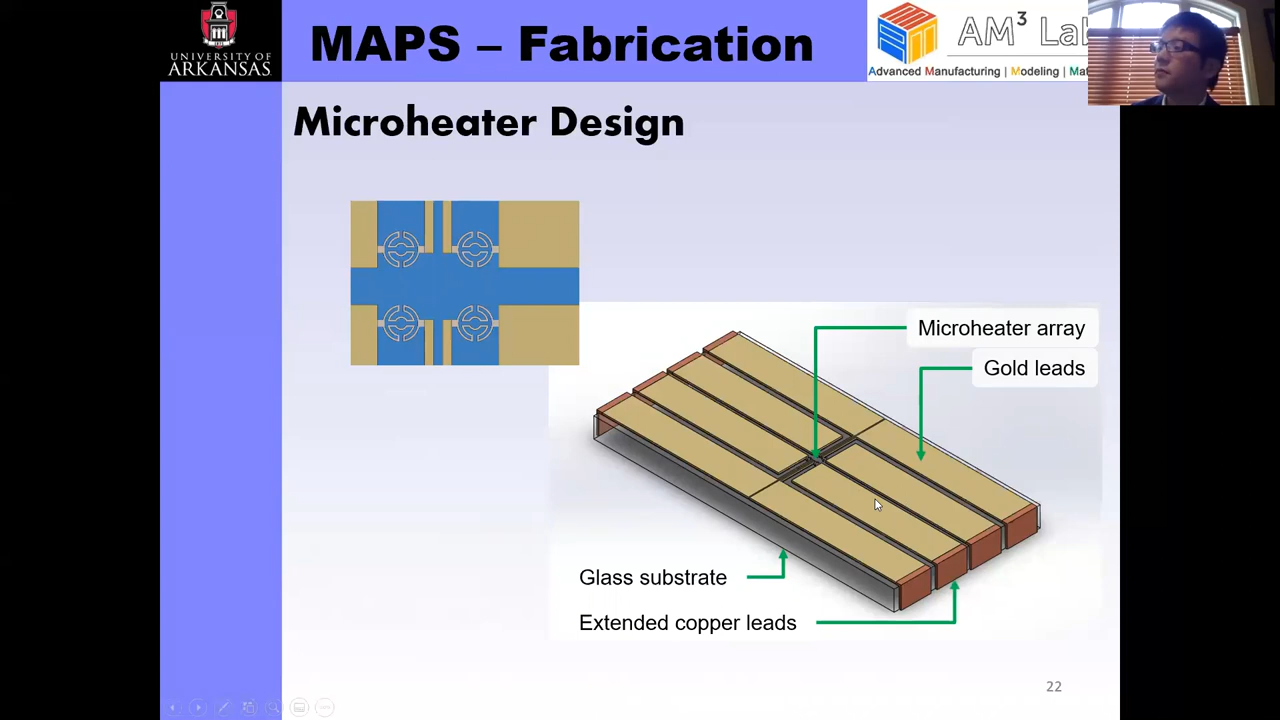 UNIVERSITY OF
ARKANSAS
MAPS – Fabrication
AM³ Lab
Advanced Manufacturing | Modeling |
Microheater Design
Microheater array
Gold leads
Glass substrate
Extended copper leads
22